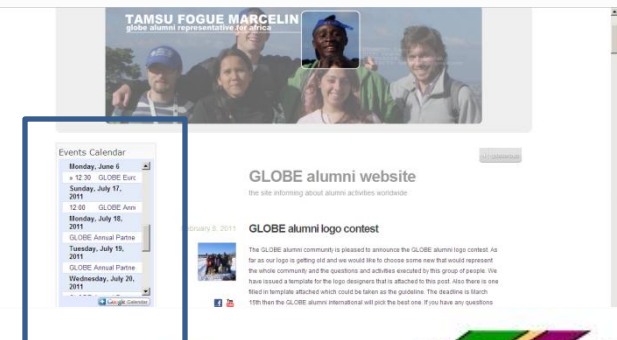 TAMSU FOGUE MARCELIN
globe alumni representative for africa
Events Calendar
Monday, June 6
12:30 GLOBE Euro
Sunday, July 17,
2011
12:00 GLOBE Ann
Monday, July 18,
2011
GLOBE Annual Partne
Tuesday, July 19,
2011
GLOBE Annual Partne
Wednesday, July 20,
2011
Google Calendar
GLOBE alumni website
the site informing about alumni activities worldwide
February 8, 2011
GLOBE alumni logo contest
The GLOBE alumni community is pleased to announce the GLOBE alumni logo contest. As
far as our logo is getting old and we would like to choose some new that would represent
the whole community and the questions and activities executed by this group of people. We
have issued a template for the logo designers that is attached to this post. Also there is one
filled in template attached which could be taken as the guideline. The deadline is March
15th then the GLOBE alumni international will pick the best one. If you have any questions